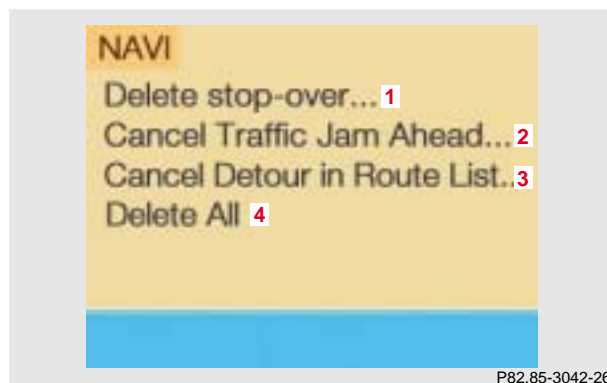 NAVI
Delete stop-over... 1
Cancel Traffic Jam Ahead... 2
Cancel Detour in Route List.. 3
Delete All 4
P82.85-3042-26